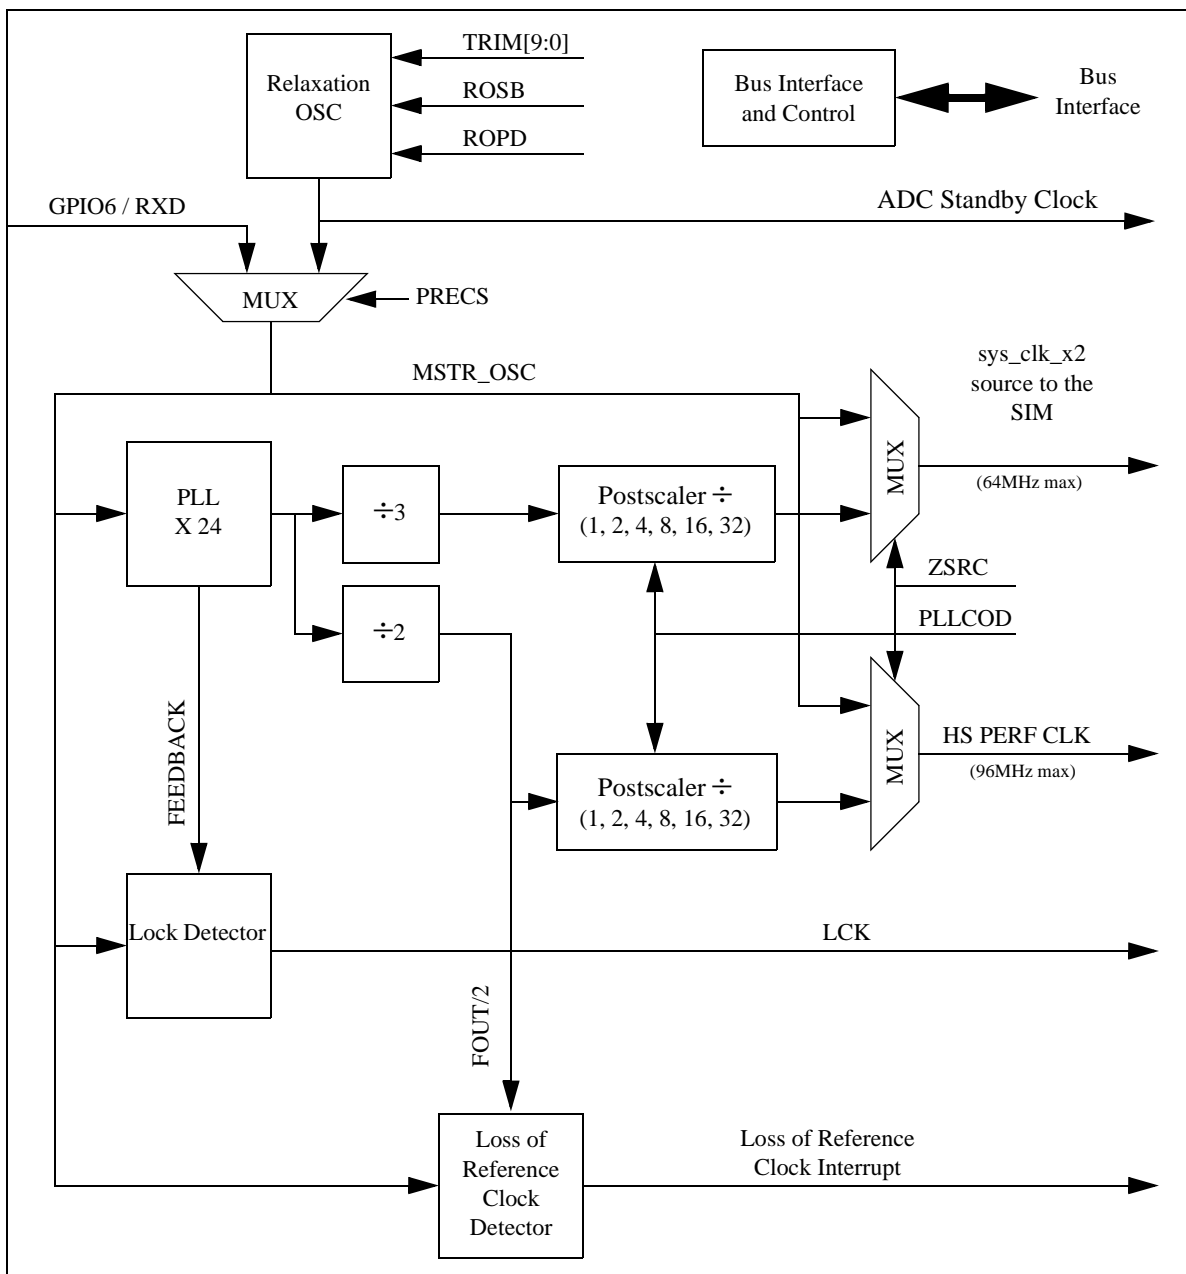 TRIM[9:0]
Relaxation
OSC
ROSB
ROPD
Bus Interface
and Control
Bus
Interface
GPIO6 / RXD
ADC Standby Clock
MUX
PRECS
MSTR_OSC
sys_clk_x2
source to the
SIM
MUX
(64MHz max)
PLL
X 24
÷3
Postscaler ÷
(1, 2, 4, 8, 16, 32)
ZSRC
PLLCOD
÷2
FEEDBACK
Postscaler ÷
(1, 2, 4, 8, 16, 32)
MUX
HS PERF CLK
(96MHz max)
Lock Detector
LCK
FOUT/2
Loss of
Reference
Clock
Detector
Loss of Reference
Clock Interrupt